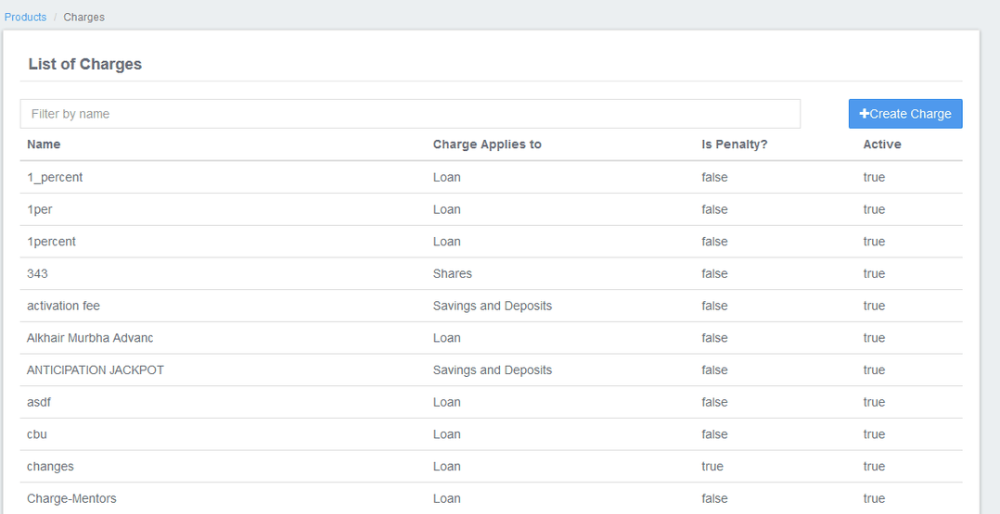 Products / Charges
List of Charges
Filter by name
Create Charge
Name Charge Applies to Is Penalty? Active
1_percent Loan false true
1per Loan false true
1percent Loan false true
343 Shares false true
activation fee Savings and Deposits false true
Alkhair Murbha Advanc Loan false true
ANTICIPATION JACKPOT Savings and Deposits false true
asdf Loan false true
cbu Loan false true
changes Loan true true
Charge-Mentors Loan false true